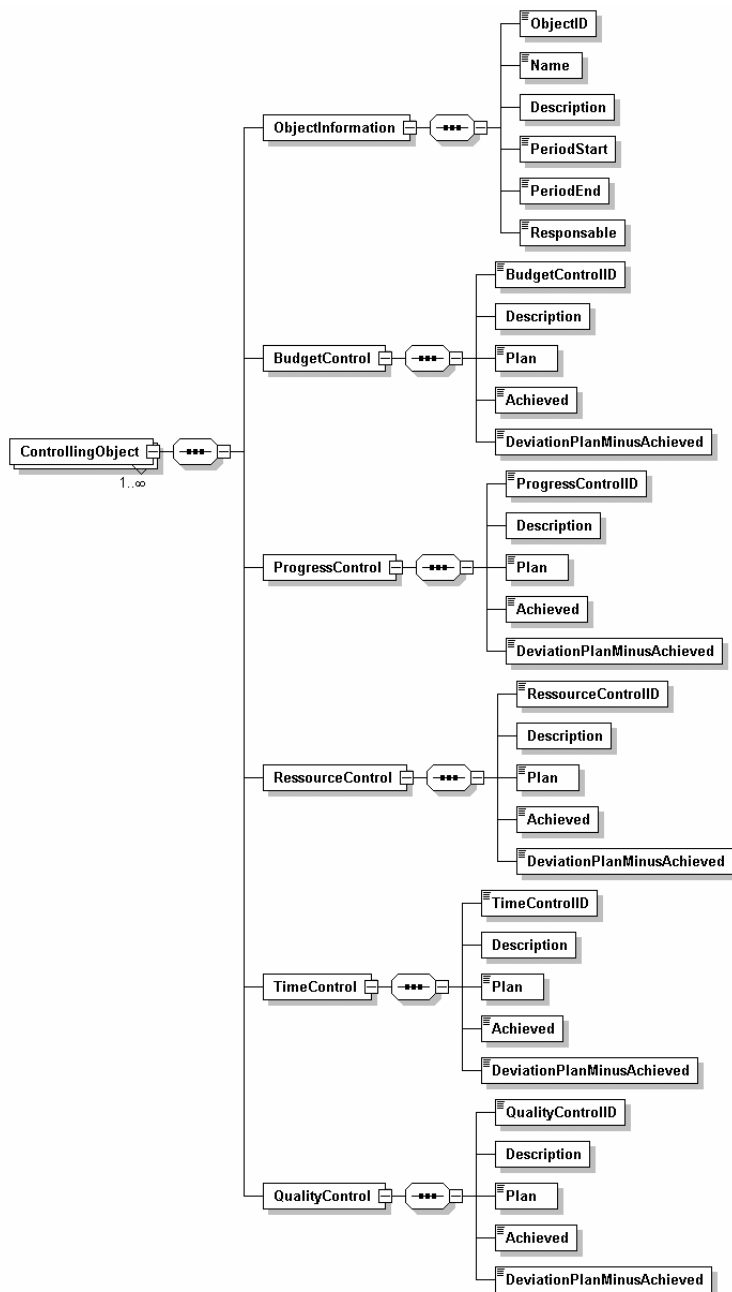 ObjectID
Name
Description
ObjectInformation
PeriodStart
PeriodEnd
Responsable
BudgetControlID
Description
BudgetControl
Plan
Achieved
DeviationPlanMinusAchieved
ControllingObject
1..∞
ProgressControlID
Description
ProgressControl
Plan
Achieved
DeviationPlanMinusAchieved
RessourceControlID
Description
RessourceControl
Plan
Achieved
DeviationPlanMinusAchieved
TimeControlID
Description
TimeControl
Plan
Achieved
DeviationPlanMinusAchieved
QualityControlID
Description
QualityControl
Plan
Achieved
DeviationPlanMinusAchieved